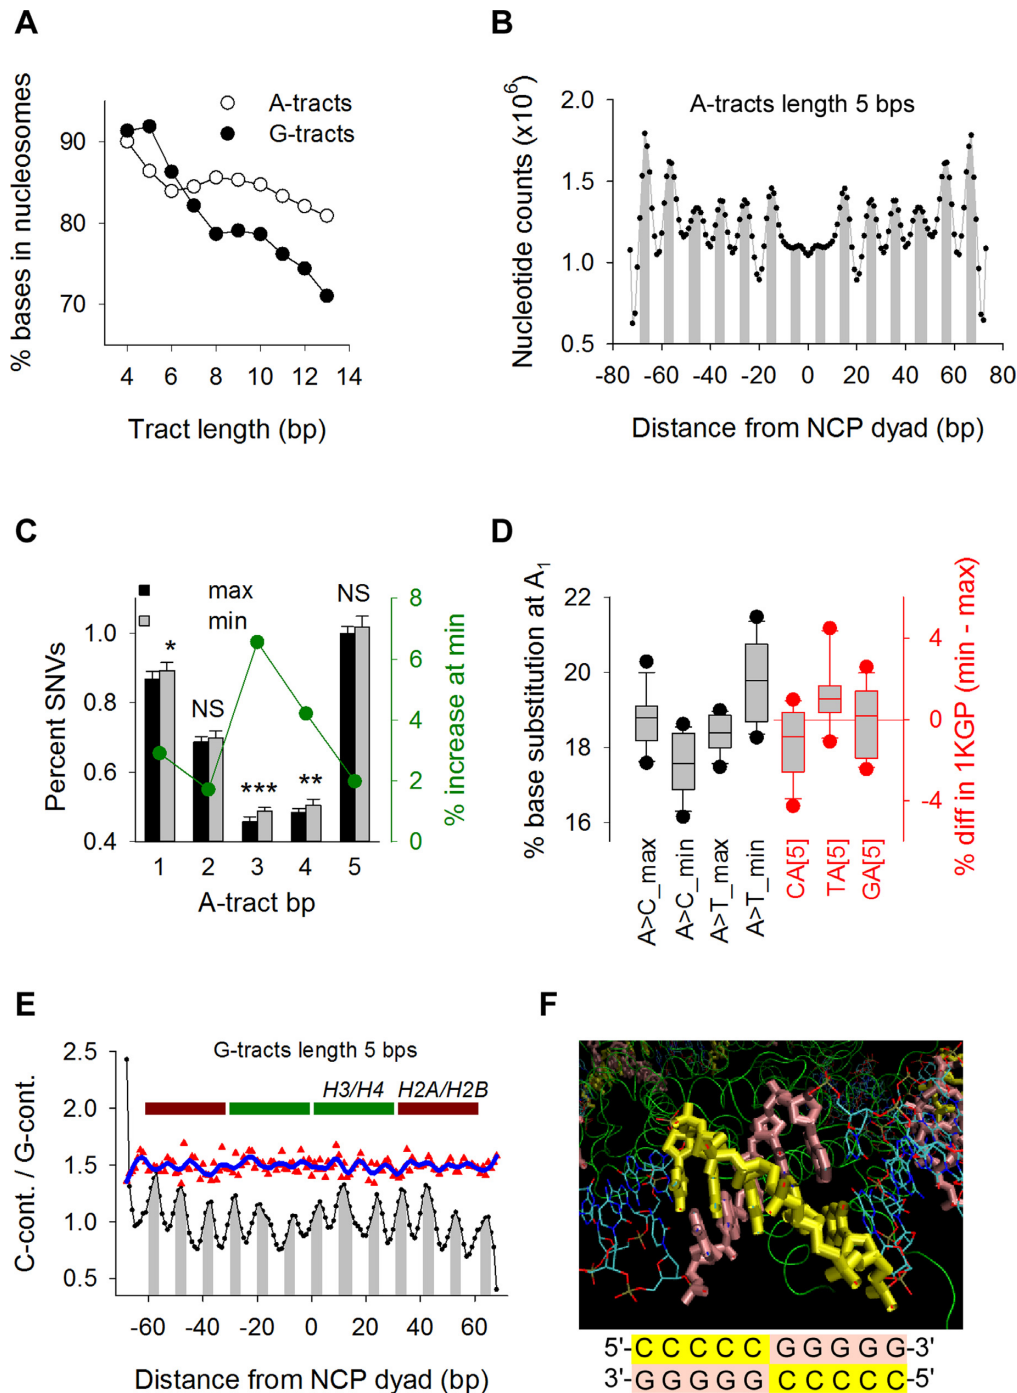 A
% bases in nucleosomes
A-tracts
G-tracts
90
80
70
4 6 8 10 12 14
Tract length (bp)
B
Nucleotide counts (x10⁶)
A-tracts length 5 bps
2.0
1.5
1.0
0.5
-80 -60 -40 -20 0 20 40 60 80
Distance from NCP dyad (bp)
C
Percent SNVs
max
min
1.0
0.8
0.6
0.4
*
NS
***
**
NS
8
6
4
2
0
% increase at min
1 2 3 4 5
A-tract bp
D
% base substitution at A₁
22
20
18
16
4
0
-4
% diff in 1KGP (min - max)
A>C_max
A>C_min
A>T_max
A>T_min
CA[5]
TA[5]
GA[5]
E
C-cont. / G-cont.
G-tracts length 5 bps
H3/H4 H2A/H2B
2.5
2.0
1.5
1.0
0.5
-60 -40 -20 0 20 40 60
Distance from NCP dyad (bp)
F
5'-C C C C C G G G G G-3'
3'-G G G G G C C C C C-5'